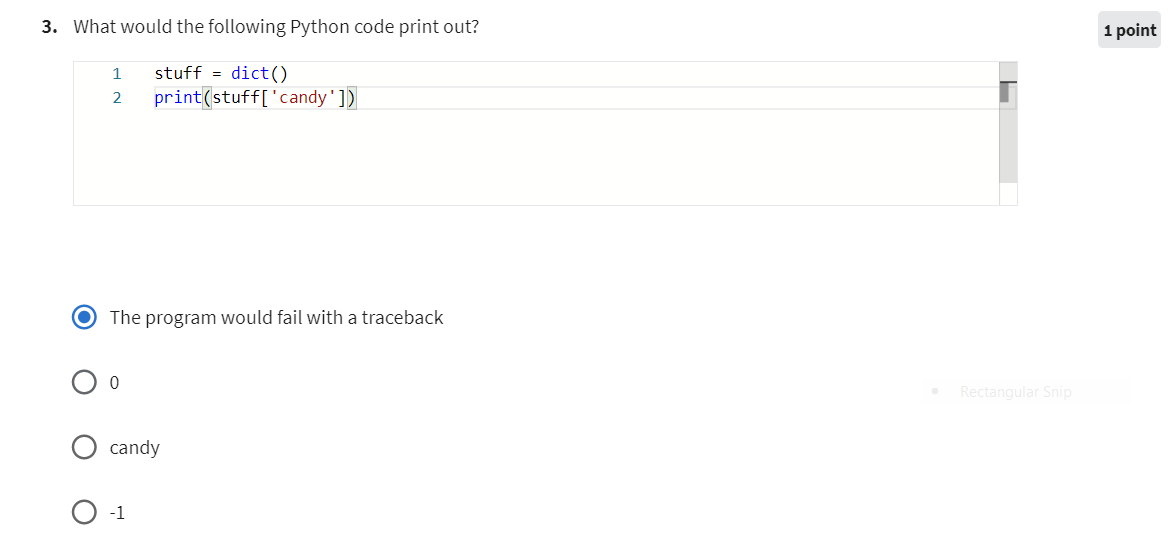 3. What would the following Python code print out?
1 point
1 stuff = dict()
2 print(stuff['candy'])
The program would fail with a traceback
0
Rectangular Snip
candy
-1